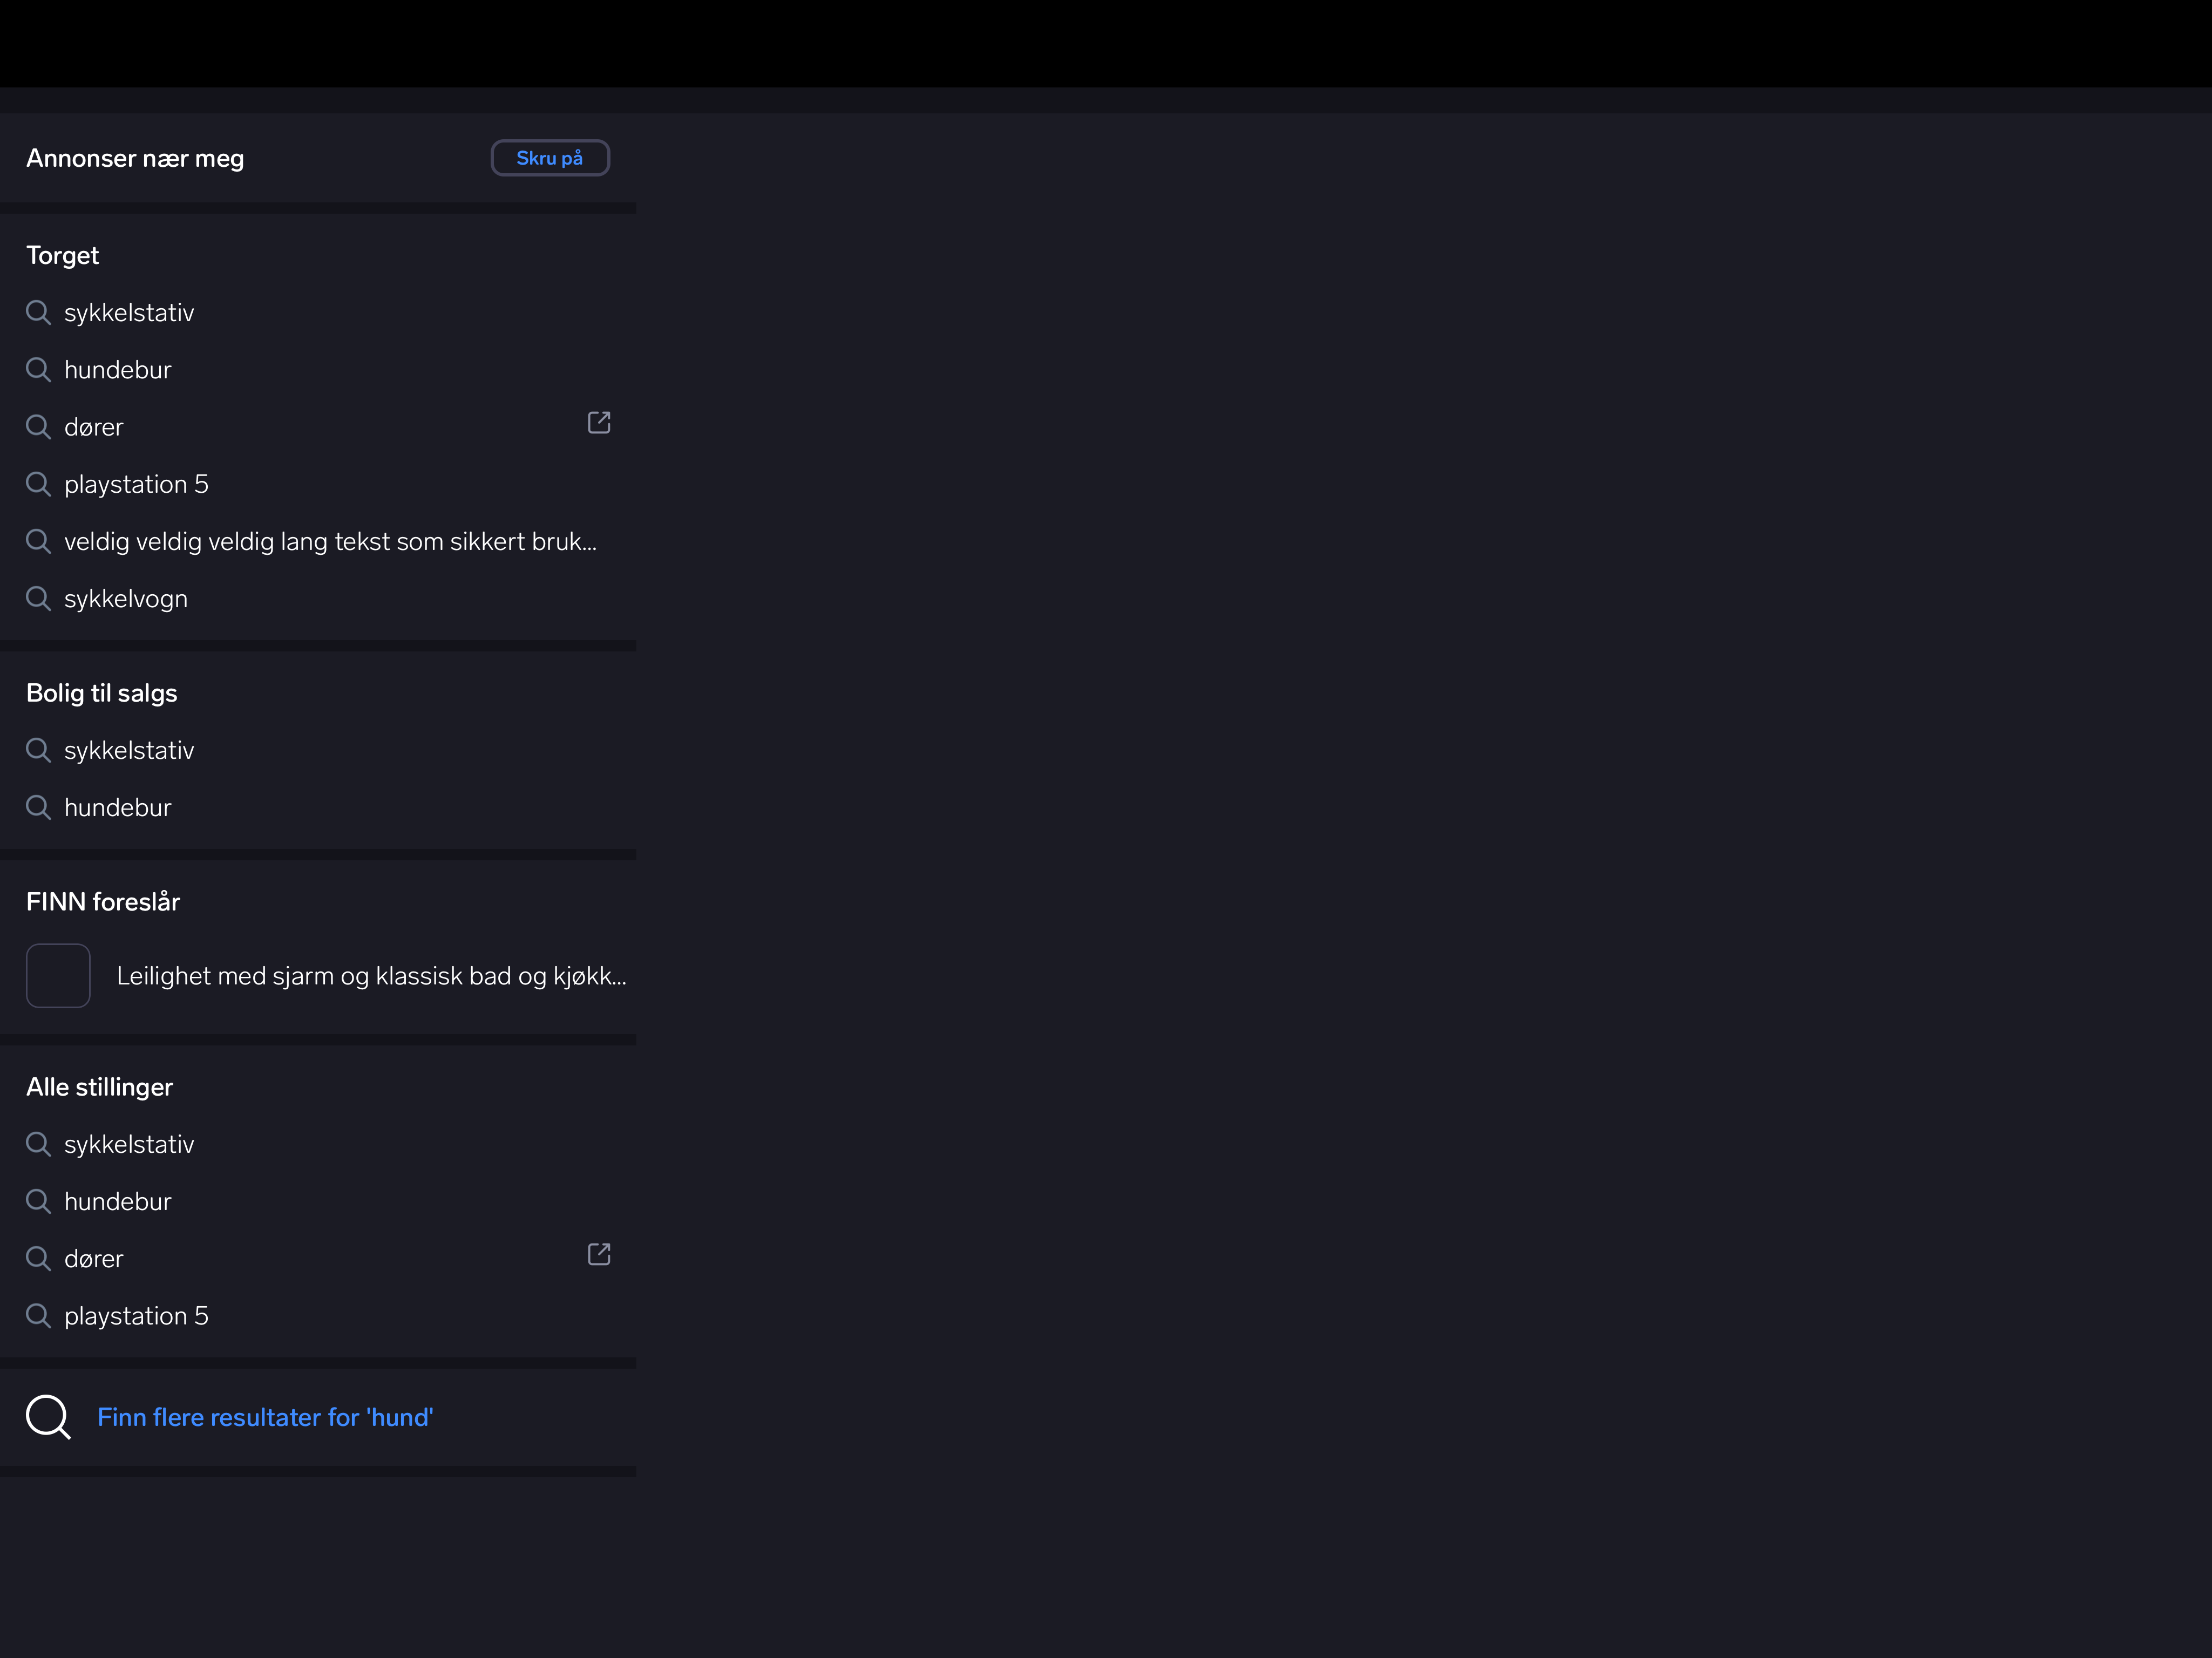 Annonser nær meg
Skru på
Torget
sykkelstativ
hundebur
dører
playstation 5
veldig veldig veldig lang tekst som sikkert bruk...
sykkelvogn
Bolig til salgs
sykkelstativ
hundebur
FINN foreslår
Leilighet med sjarm og klassisk bad og kjøkk...
Alle stillinger
sykkelstativ
hundebur
dører
playstation 5
Finn flere resultater for 'hund'